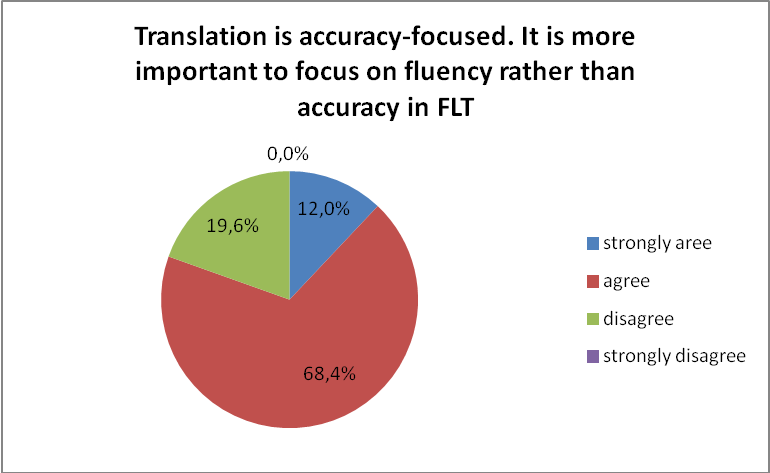 Translation is accuracy-focused. It is more
important to focus on fluency rather than
accuracy in FLT
0,0%
12,0%
19,6%
68,4%
strongly aree
agree
disagree
strongly disagree